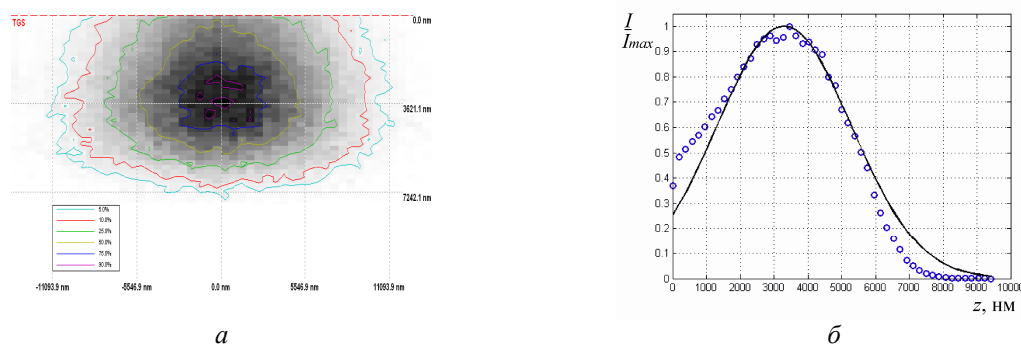 TGS
0.0 nm
3621.1 nm
7242.1 nm
5.0%
10.0%
25.0%
50.0%
75.0%
90.0%
-11093.9 nm -5546.9 nm 0.0 nm 5546.9 nm 11093.9 nm
а
I
Imax
1
0.9
0.8
0.7
0.6
0.5
0.4
0.3
0.2
0.1
0
0 1000 2000 3000 4000 5000 6000 7000 8000 9000 10000
z, нм
б